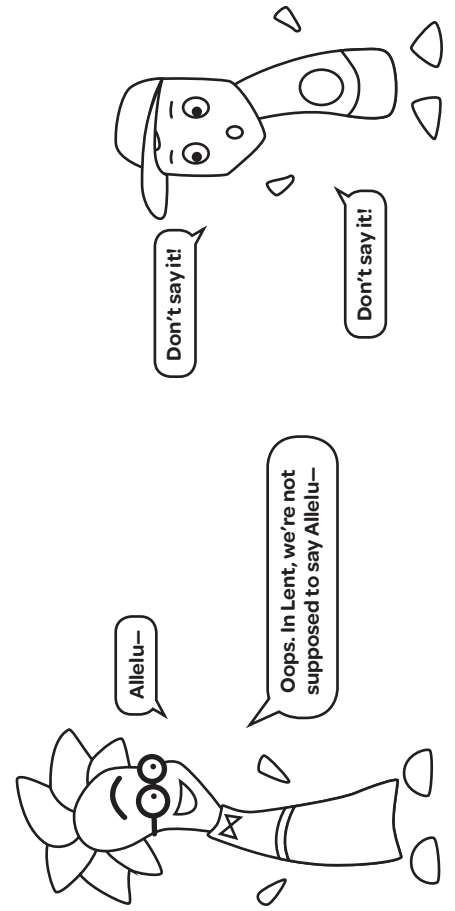 Allelu—
Don’t say it!
Oops. In Lent, we’re not
supposed to say Allelu—
Don’t say it!